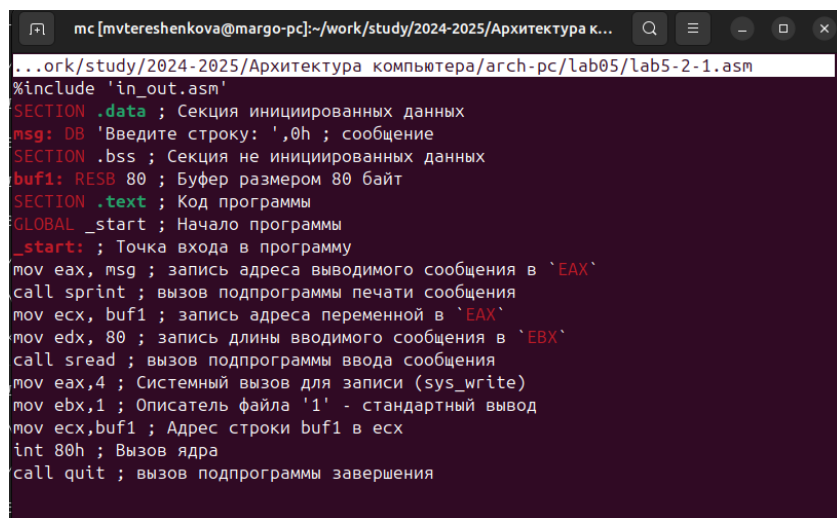 mc [mvtereshenkova@margo-pc]:~/work/study/2024-2025/Архитектура к...
...ork/study/2024-2025/Архитектура компьютера/arch-pc/lab05/lab5-2-1.asm
%include 'in_out.asm'
SECTION .data ; Секция инициированных данных
msg: DB 'Введите строку: ',0h ; сообщение
SECTION .bss ; Секция не инициированных данных
buf1: RESB 80 ; Буфер размером 80 байт
SECTION .text ; Код программы
GLOBAL _start ; Начало программы
_start: ; Точка входа в программу
mov eax, msg ; запись адреса выводимого сообщения в `EAX`
call sprint ; вызов подпрограммы печати сообщения
mov ecx, buf1 ; запись адреса переменной в `EAX`
mov edx, 80 ; запись длины вводимого сообщения в `EBX`
call sread ; вызов подпрограммы ввода сообщения
mov eax,4 ; Системный вызов для записи (sys_write)
mov ebx,1 ; Описатель файла '1' - стандартный вывод
mov ecx,buf1 ; Адрес строки buf1 в ecx
int 80h ; Вызов ядра
call quit ; вызов подпрограммы завершения